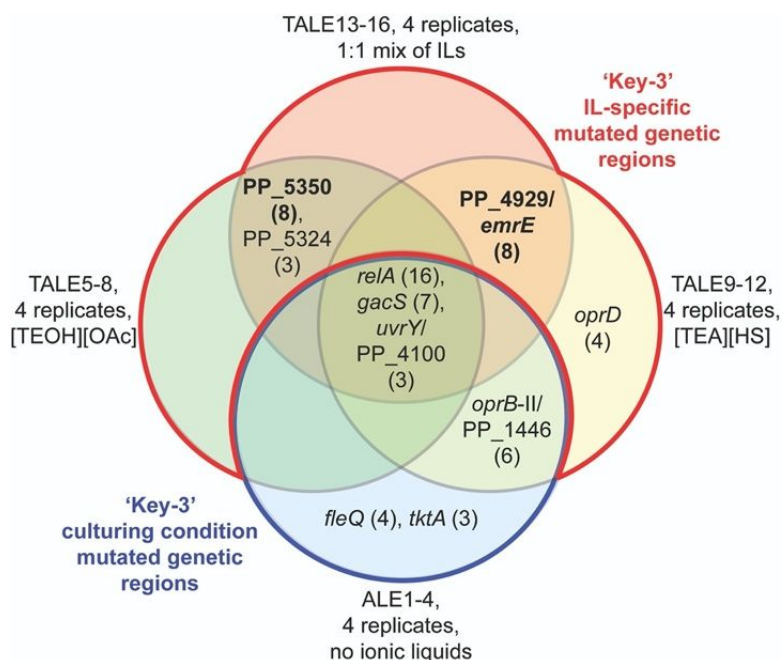 TALE13-16, 4 replicates,
1:1 mix of ILs
'Key-3'
IL-specific
mutated genetic
regions
PP_5350
(8),
PP_5324
(3)
PP_4929/
emrE
(8)
TALE5-8,
4 replicates,
[TEOH][OAc]
relA (16),
gacS (7),
uvrY/
PP_4100
(3)
oprD
(4)
TALE9-12,
4 replicates,
[TEA][HS]
oprB-II/
PP_1446
(6)
'Key-3'
culturing condition
mutated genetic
regions
fleQ (4), tktA (3)
ALE1-4,
4 replicates,
no ionic liquids